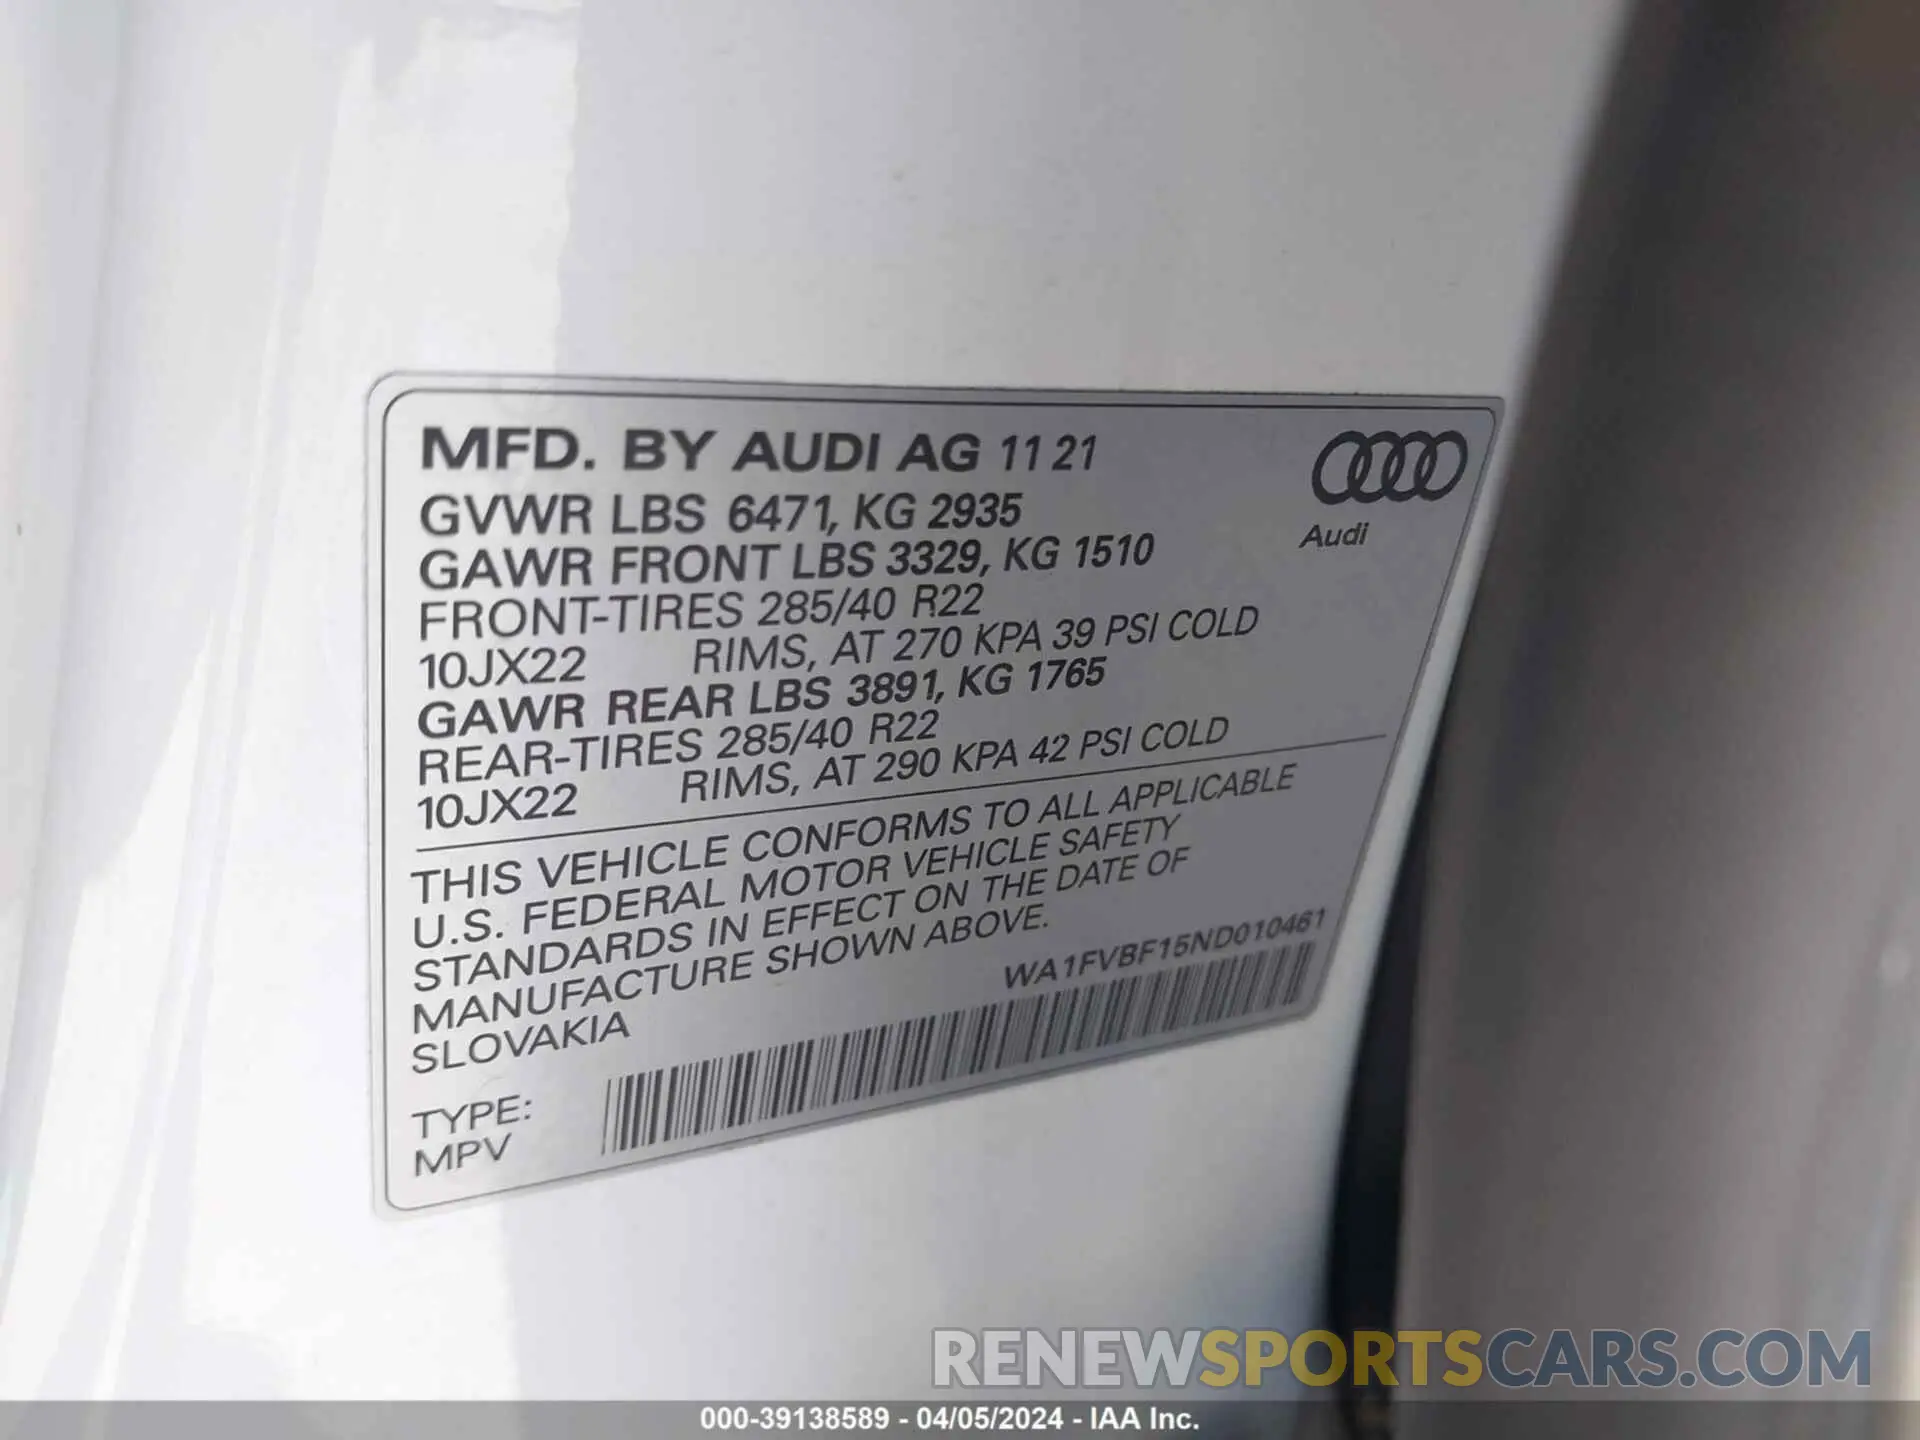 MFD. BY AUDI AG 11 21
GVWR LBS 6471, KG 2935
GAWR FRONT LBS 3329, KG 1510
FRONT-TIRES 285/40 R22
10JX22 RIMS, AT 270 KPA 39 PSI COLD
GAWR REAR LBS 3891, KG 1765
REAR-TIRES 285/40 R22
10JX22 RIMS, AT 290 KPA 42 PSI COLD
Audi
THIS VEHICLE CONFORMS TO ALL APPLICABLE
U.S. FEDERAL MOTOR VEHICLE SAFETY
STANDARDS IN EFFECT ON THE DATE OF
MANUFACTURE SHOWN ABOVE.
SLOVAKIA
WA1FVBF15ND010461
TYPE:
MPV
RENEWSPORTSCARS.COM
000-39138589 - 04/05/2024 - IAA Inc.